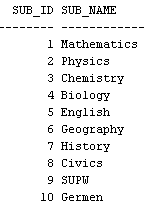 SUB_ID SUB_NAME
-------- ---------------
1 Mathematics
2 Physics
3 Chemistry
4 Biology
5 English
6 Geography
7 History
8 Civics
9 SUPW
10 Germen